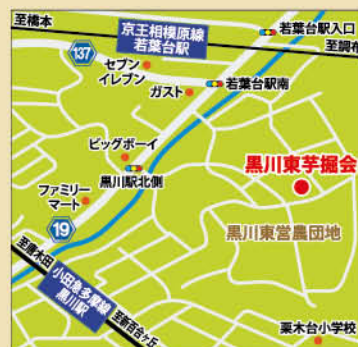 至橋本
京王相模原線
若葉台駅
若葉台駅入口
至調布
137
セブン
イレブン
若葉台駅南
ガスト
ビッグボーイ
黒川東芋掘会
黒川駅北側
ファミリー
マート
黒川東営農団地
19
至唐木田
小田急多摩線
黒川駅
至新百合ヶ丘
栗木台小学校